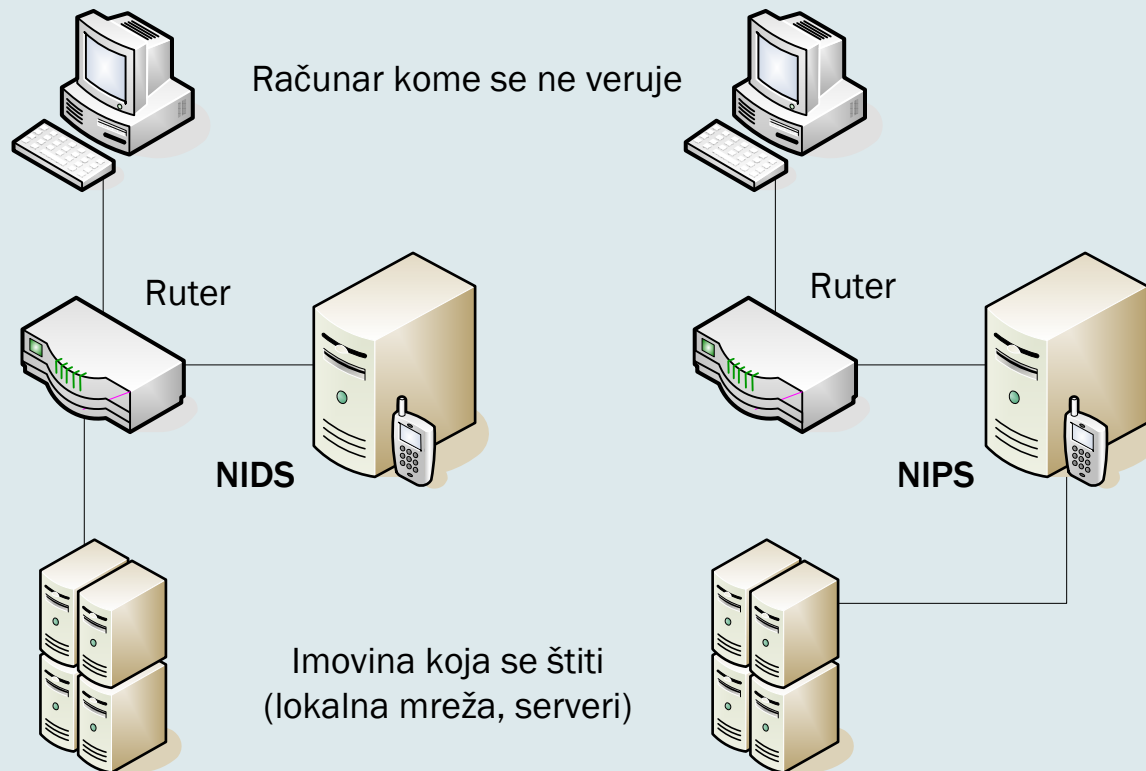 Računar kome se ne veruje
Ruter
Ruter
NIDS
NIPS
Imovina koja se štiti
(lokalna mreža, serveri)